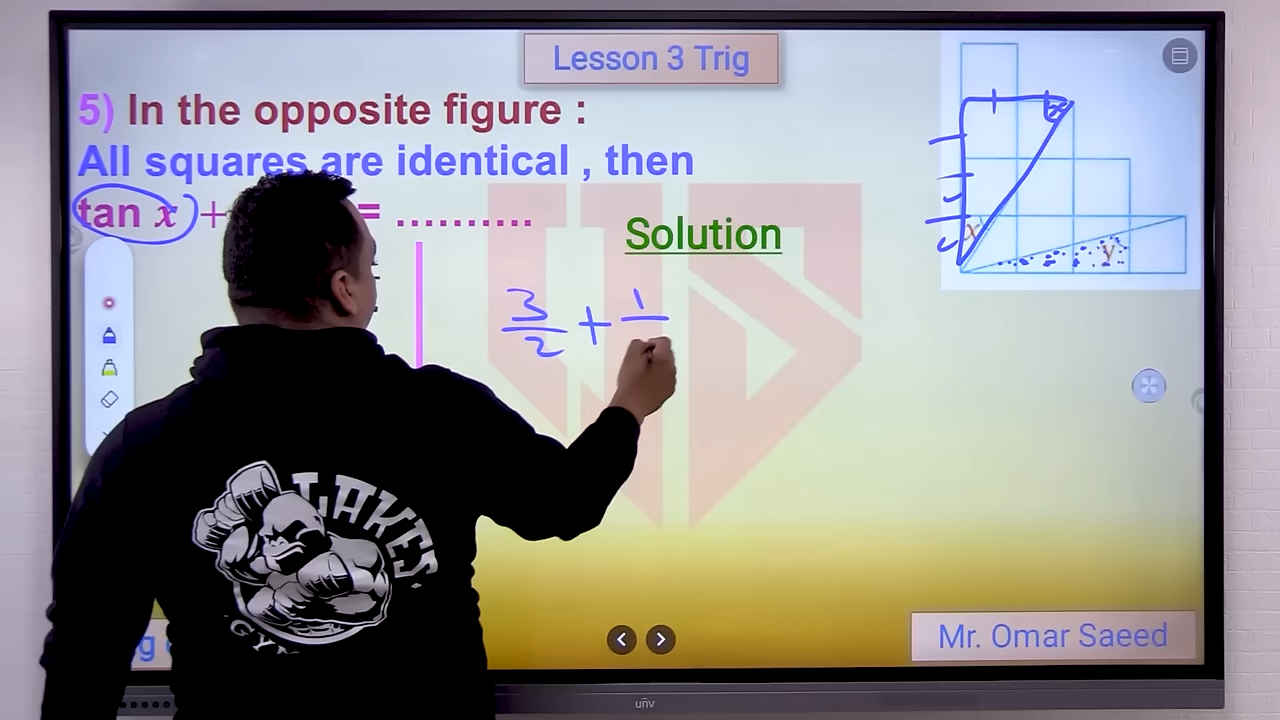 Lesson 3 Trig
5) In the opposite figure :
All squares are identical , then
tan x + = ..........
Solution
3/2 + 1
x
y
LAKES
GYM
Mr. Omar Saeed
unv